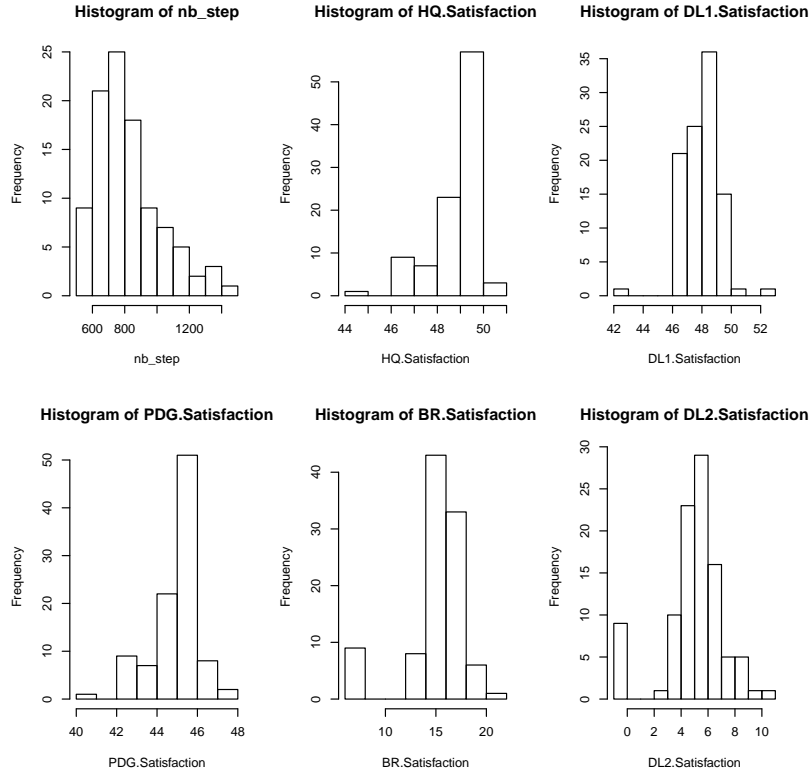 Histogram of nb_step
Frequency
0
5
10
15
20
25
600 800 1200
nb_step
Histogram of HQ.Satisfaction
Frequency
0
10
20
30
40
50
44 46 48 50
HQ.Satisfaction
Histogram of DL1.Satisfaction
Frequency
0
5
10
15
20
25
30
35
42 44 46 48 50 52
DL1.Satisfaction
Histogram of PDG.Satisfaction
Frequency
0
10
20
30
40
50
40 42 44 46 48
PDG.Satisfaction
Histogram of BR.Satisfaction
Frequency
0
10
20
30
40
10 15 20
BR.Satisfaction
Histogram of DL2.Satisfaction
Frequency
0
5
10
15
20
25
30
0 2 4 6 8 10
DL2.Satisfaction